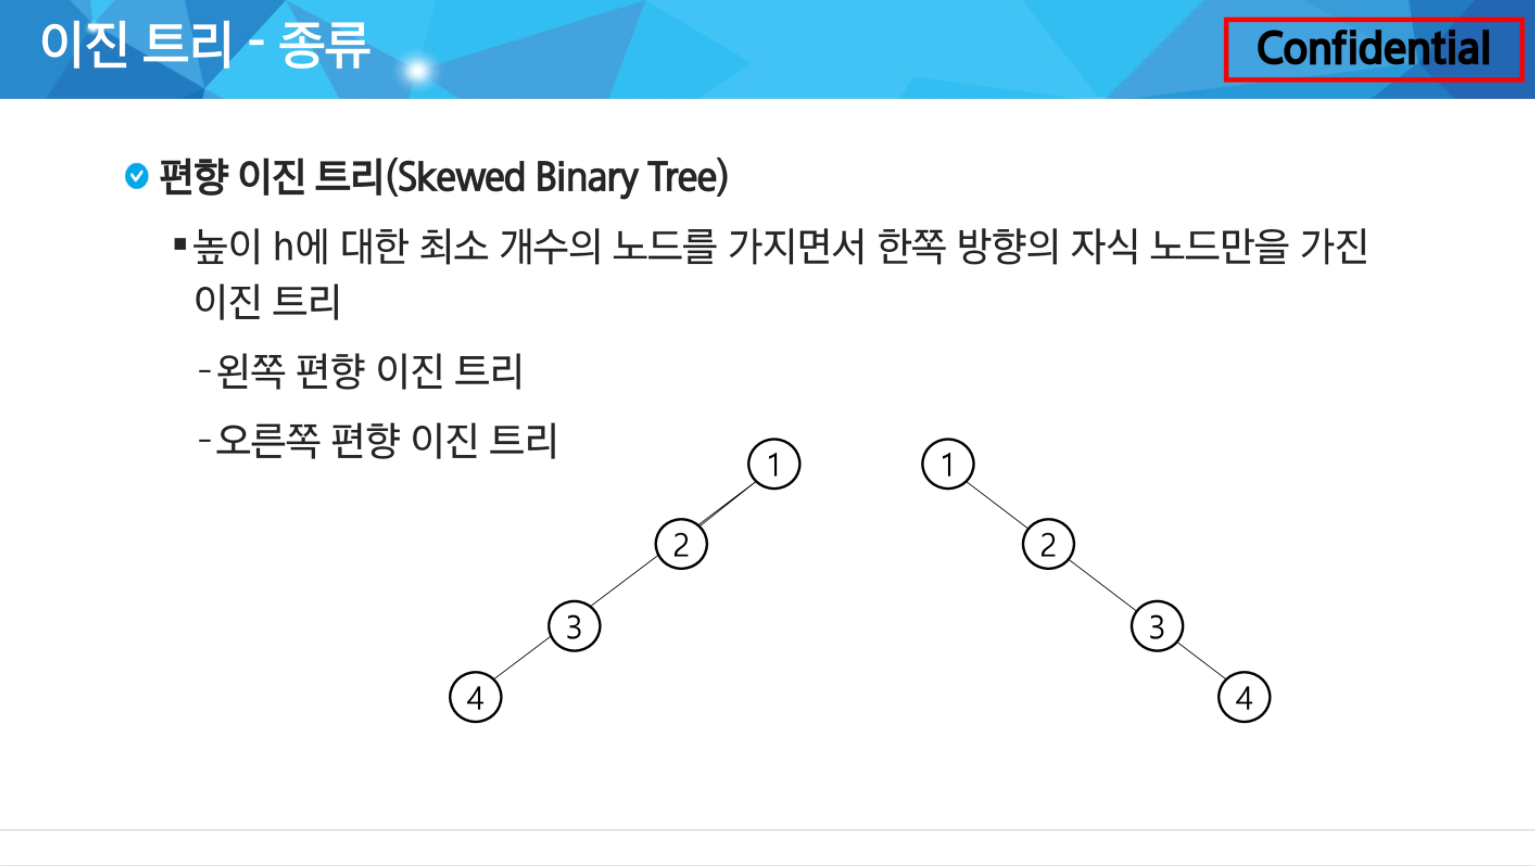 이진 트리 - 종류
Confidential
편향 이진 트리(Skewed Binary Tree)
▪높이 h에 대한 최소 개수의 노드를 가지면서 한쪽 방향의 자식 노드만을 가진
이진 트리
-왼쪽 편향 이진 트리
-오른쪽 편향 이진 트리
1 1
2 2
3 3
4 4